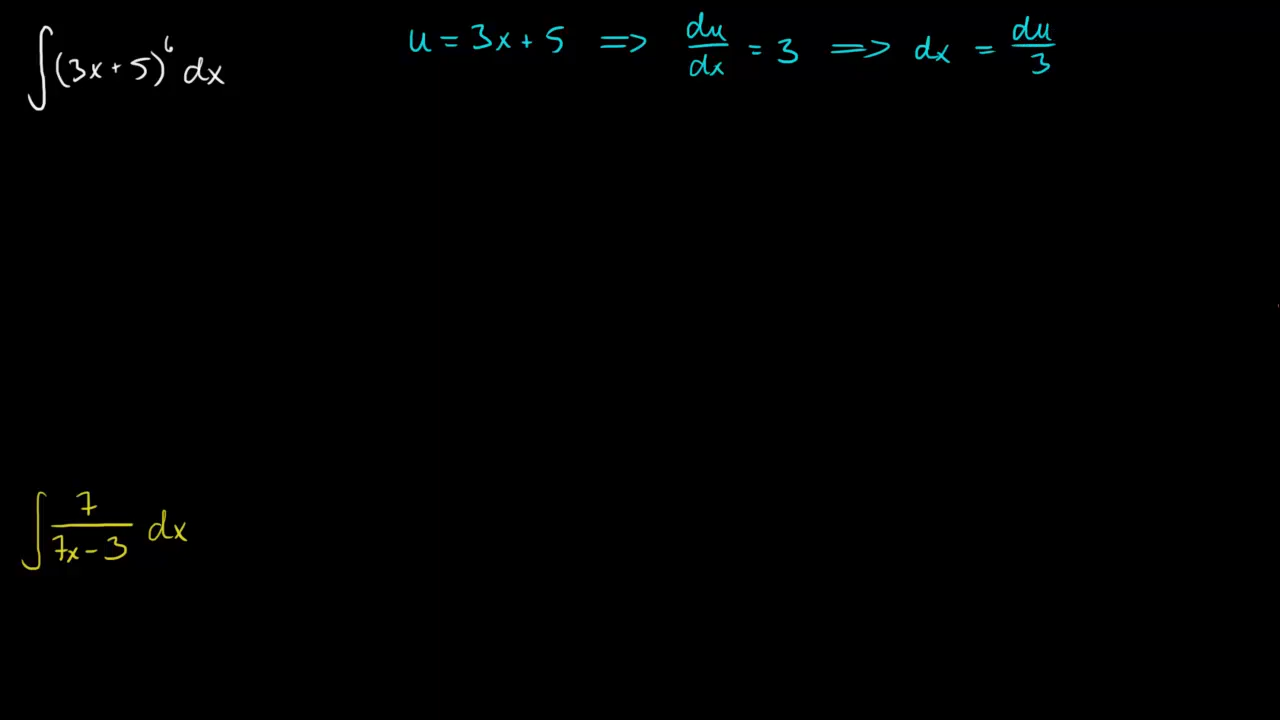 ∫(3x+5)⁶ dx u = 3x+5 ⟹ du/dx = 3 ⟹ dx = du/3
∫ 7/(7x-3) dx